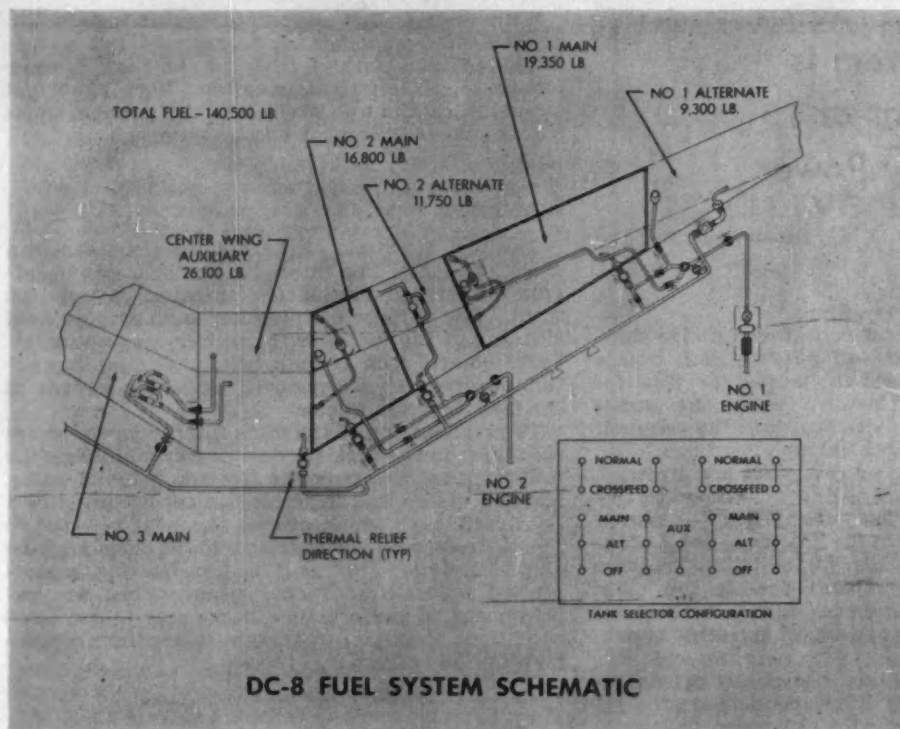 NO 1 MAIN
19,350 LB
NO 1 ALTERNATE
9,300 LB.
TOTAL FUEL – 140,500 LB.
NO 2 MAIN
16,800 LB.
NO. 2 ALTERNATE
11,750 LB
CENTER WING
AUXILIARY
26,100 LB.
NO. 1
ENGINE
NO. 2
ENGINE
NO. 3 MAIN
THERMAL RELIEF
DIRECTION (TYP)
NORMAL NORMAL
CROSSFEED CROSSFEED
MAIN AUX MAIN
ALT ALT
OFF OFF
TANK SELECTOR CONFIGURATION
DC-8 FUEL SYSTEM SCHEMATIC